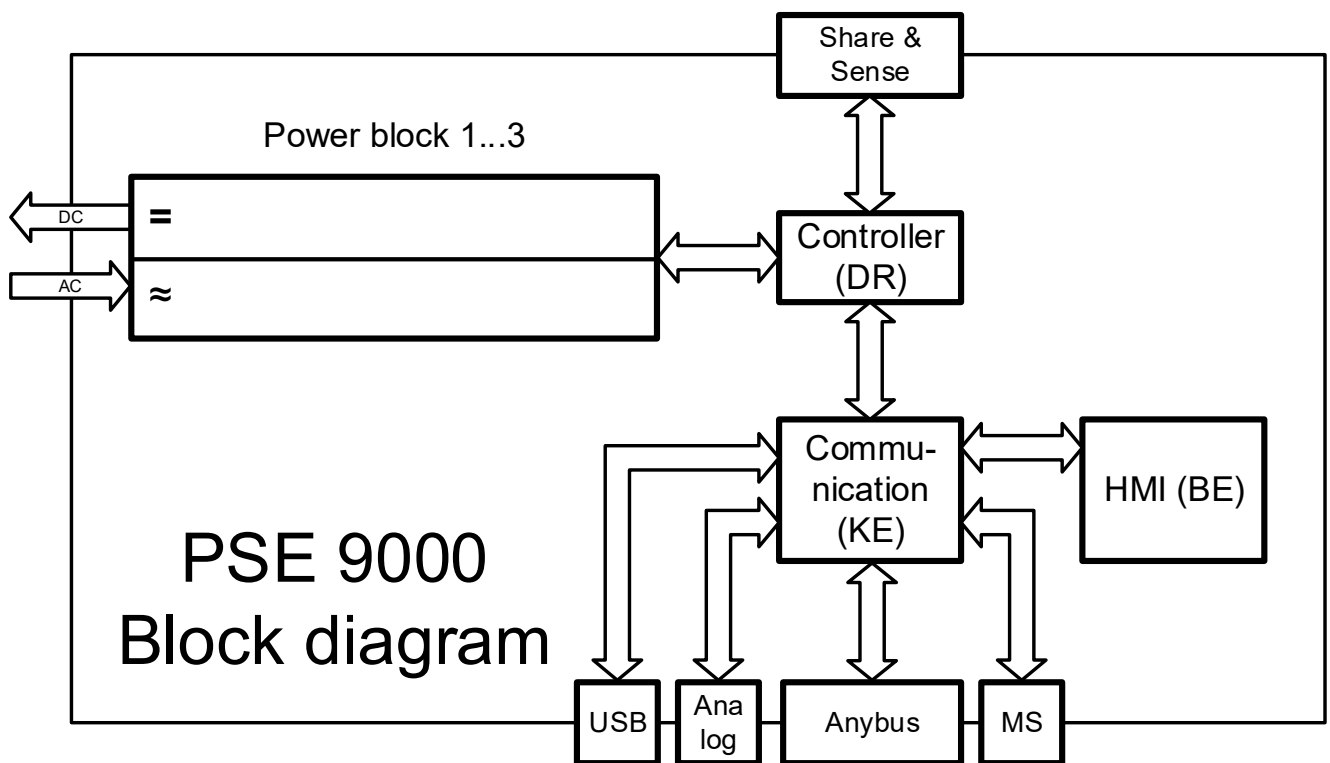 Share &
Sense
Power block 1...3
DC
=
AC
≈
Controller
(DR)
Commu-
nication
(KE)
HMI (BE)
PSE 9000
Block diagram
USB
Ana
log
Anybus
MS